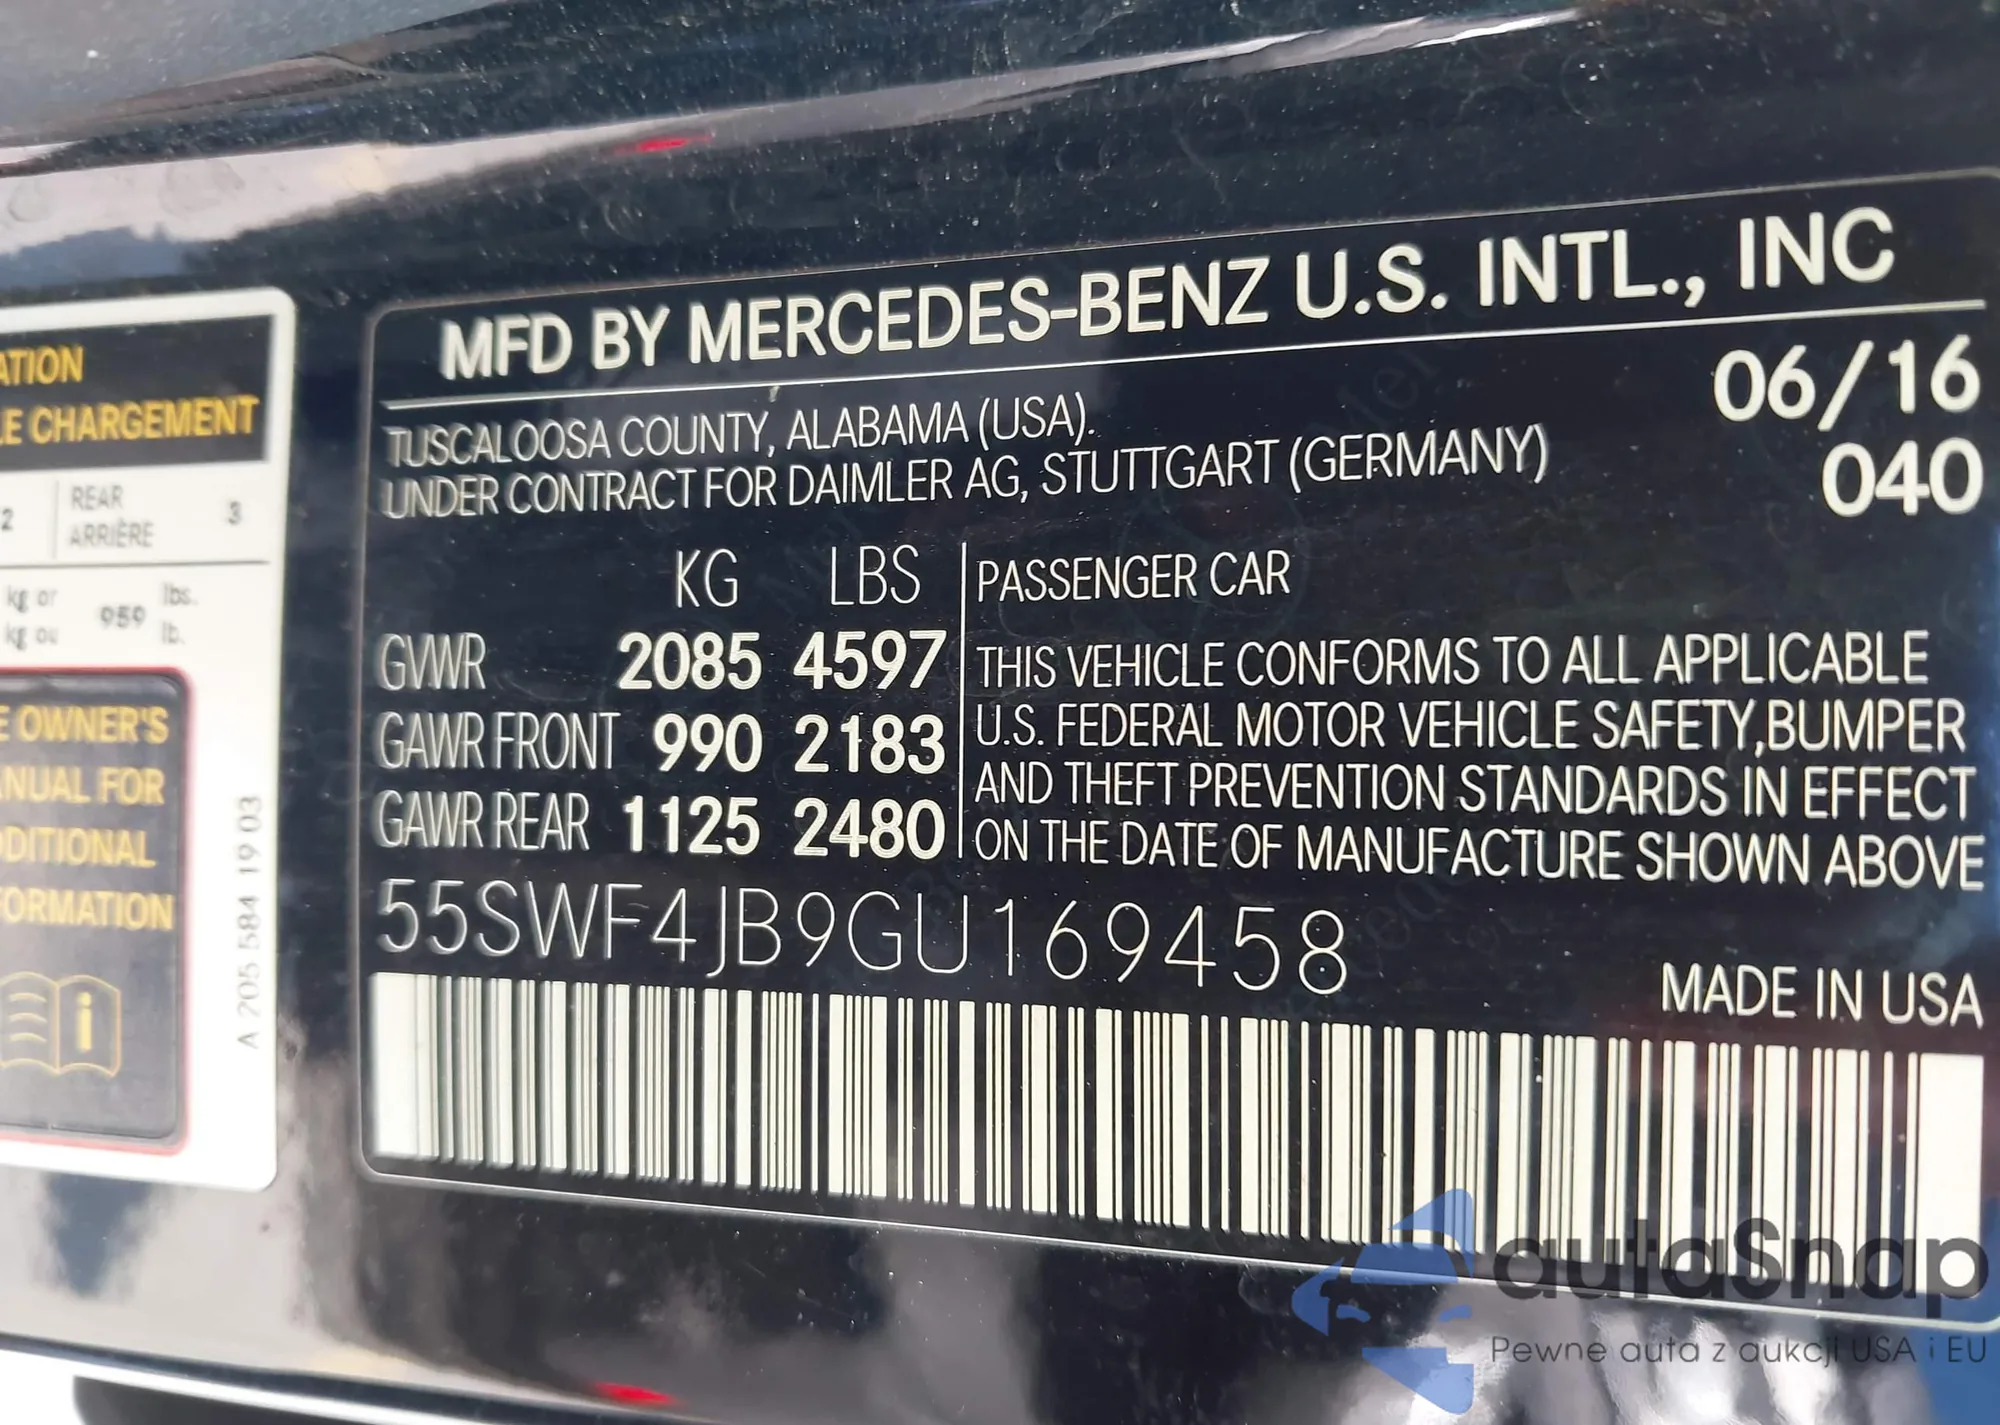 ATION
LE CHARGEMENT
2 REAR ARRIÈRE 3
kg or 959 lbs.
kg ou lb.
E OWNER'S
ANUAL FOR
DDITIONAL
FORMATION
i
A 205 584 19 03
MFD BY MERCEDES-BENZ U.S. INTL., INC
06/16
TUSCALOOSA COUNTY, ALABAMA (USA).
UNDER CONTRACT FOR DAIMLER AG, STUTTGART (GERMANY)
040
KG LBS
GVWR 2085 4597
GAWR FRONT 990 2183
GAWR REAR 1125 2480
PASSENGER CAR
THIS VEHICLE CONFORMS TO ALL APPLICABLE
U.S. FEDERAL MOTOR VEHICLE SAFETY,BUMPER
AND THEFT PREVENTION STANDARDS IN EFFECT
ON THE DATE OF MANUFACTURE SHOWN ABOVE
55SWF4JB9GU169458
MADE IN USA
autaSnap
Pewne auta z aukcji USA i EU